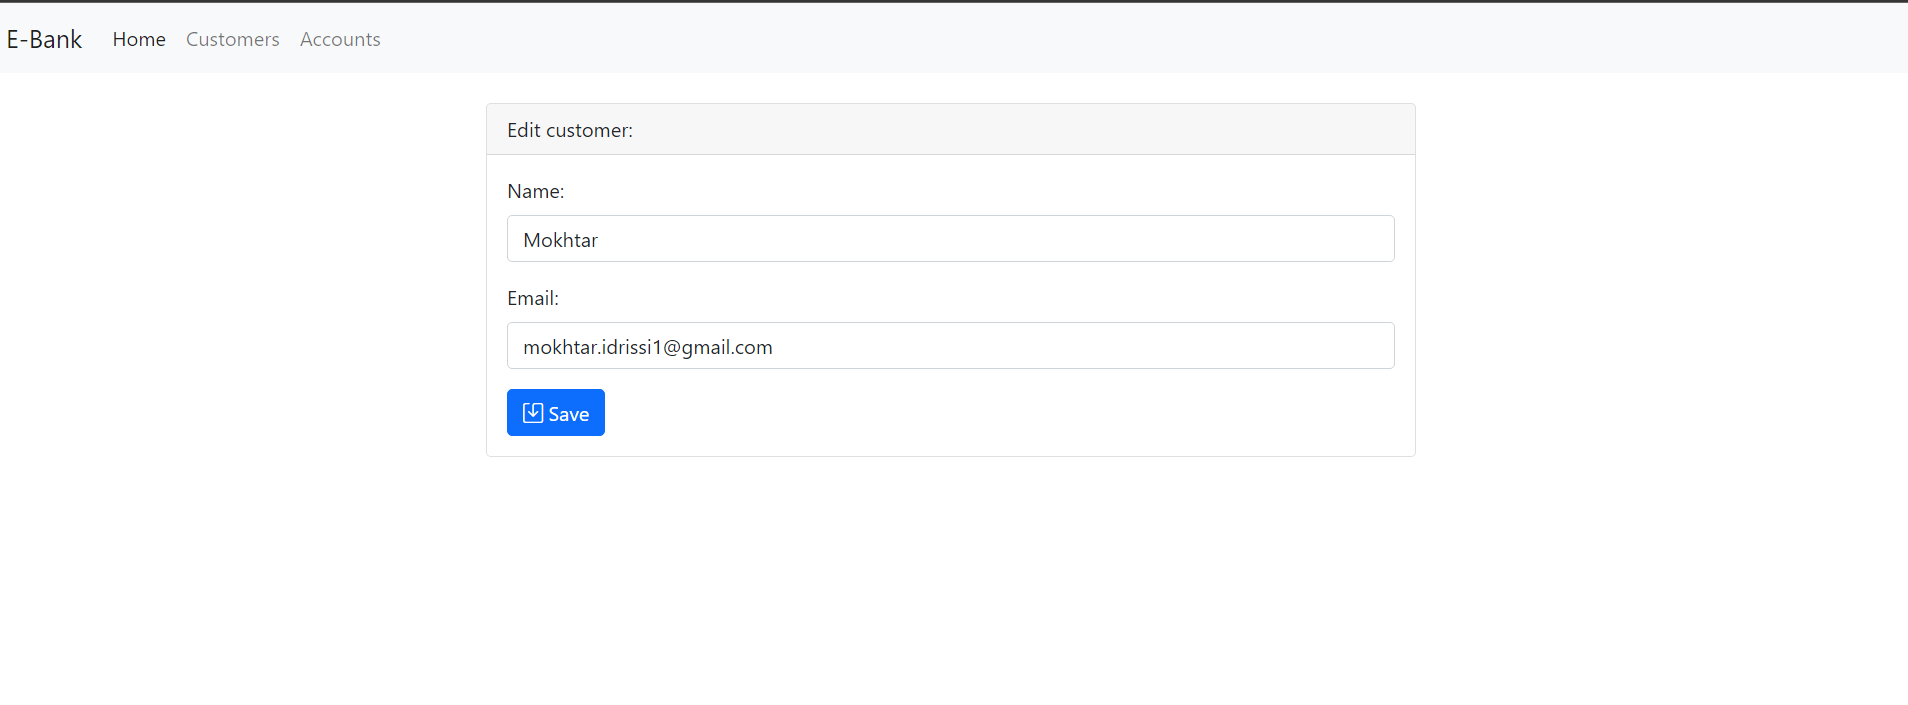 E-Bank Home Customers Accounts
Edit customer:
Name:
Mokhtar
Email:
mokhtar.idrissi1@gmail.com
Save